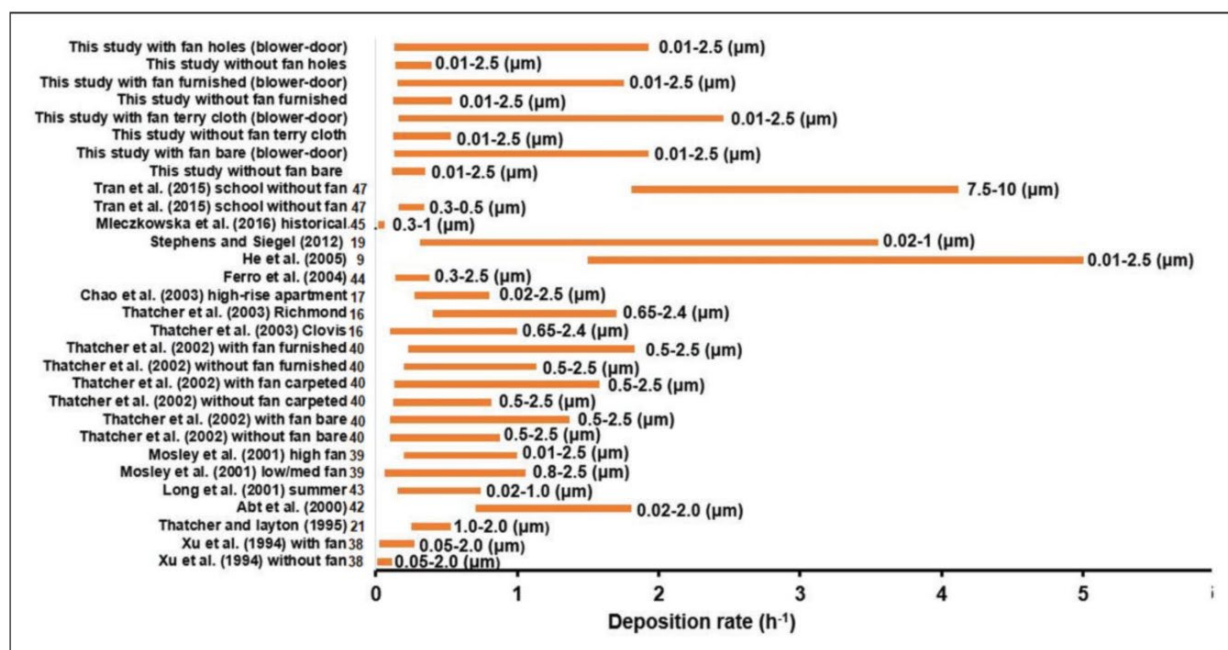 This study with fan holes (blower-door) 0.01-2.5 (μm)
This study without fan holes 0.01-2.5 (μm)
This study with fan furnished (blower-door) 0.01-2.5 (μm)
This study without fan furnished 0.01-2.5 (μm)
This study with fan terry cloth (blower-door) 0.01-2.5 (μm)
This study without fan terry cloth 0.01-2.5 (μm)
This study with fan bare (blower-door) 0.01-2.5 (μm)
This study without fan bare 0.01-2.5 (μm)
Tran et al. (2015) school without fan 47 7.5-10 (μm)
Tran et al. (2015) school without fan 47 0.3-0.5 (μm)
Mleczkowska et al. (2016) historical 45 0.3-1 (μm)
Stephens and Siegel (2012) 19 0.02-1 (μm)
He et al. (2005) 9 0.01-2.5 (μm)
Ferro et al. (2004) 44 0.3-2.5 (μm)
Chao et al. (2003) high-rise apartment 17 0.02-2.5 (μm)
Thatcher et al. (2003) Richmond 16 0.65-2.4 (μm)
Thatcher et al. (2003) Clovis 16 0.65-2.4 (μm)
Thatcher et al. (2002) with fan furnished 40 0.5-2.5 (μm)
Thatcher et al. (2002) without fan furnished 40 0.5-2.5 (μm)
Thatcher et al. (2002) with fan carpeted 40 0.5-2.5 (μm)
Thatcher et al. (2002) without fan carpeted 40 0.5-2.5 (μm)
Thatcher et al. (2002) with fan bare 40 0.5-2.5 (μm)
Thatcher et al. (2002) without fan bare 40 0.5-2.5 (μm)
Mosley et al. (2001) high fan 39 0.01-2.5 (μm)
Mosley et al. (2001) low/med fan 39 0.8-2.5 (μm)
Long et al. (2001) summer 43 0.02-1.0 (μm)
Abt et al. (2000) 42 0.02-2.0 (μm)
Thatcher and layton (1995) 21 1.0-2.0 (μm)
Xu et al. (1994) with fan 38 0.05-2.0 (μm)
Xu et al. (1994) without fan 38 0.05-2.0 (μm)
0 1 2 3 4 5
Deposition rate (h⁻¹)